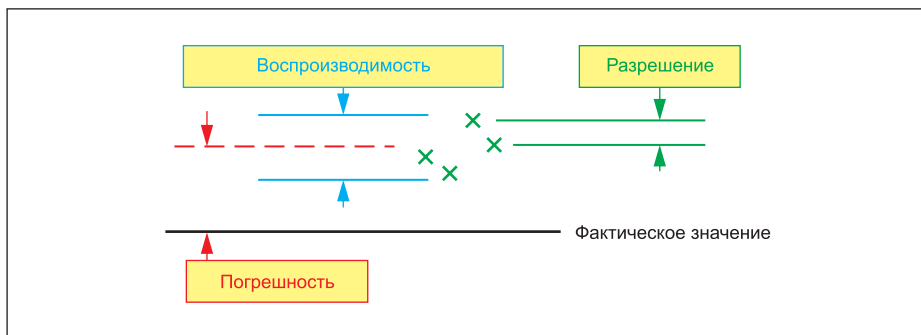 Воспроизводимость
Разрешение
Фактическое значение
Погрешность